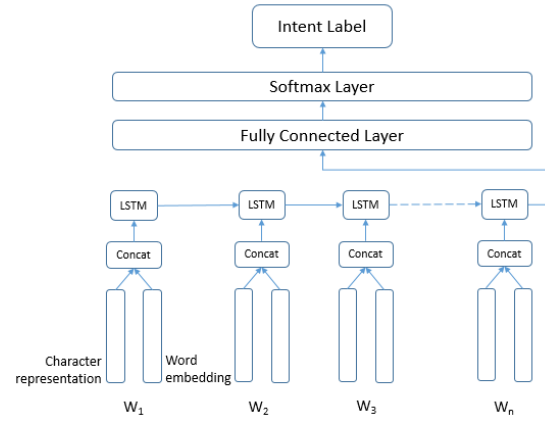 Intent Label
Softmax Layer
Fully Connected Layer
LSTM LSTM LSTM LSTM
Concat Concat Concat Concat
Character representation
Word embedding
W1 W2 W3 Wn